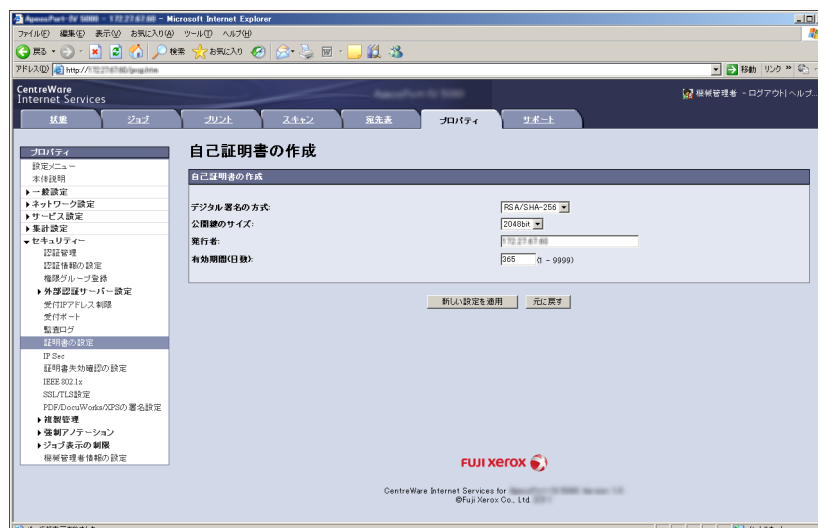 - Microsoft Internet Explorer
ファイル(F) 編集(E) 表示(V) お気に入り(A) ツール(T) ヘルプ(H)
戻る 検索 お気に入り
アドレス(D) http:// 移動 リンク
CentreWare
Internet Services
機械管理者 - ログアウト| ヘルプ...
状態 ジョブ プリント スキャン 宛先表 プロパティ サポート
プロパティ
設定メニュー
本体説明
一般設定
ネットワーク設定
サービス設定
集計設定
セキュリティー
認証管理
認証情報の設定
権限グループ登録
外部認証サーバー設定
受付IPアドレス制限
受付ポート
監査ログ
証明書の設定
IP Sec
証明書失効確認の設定
IEEE 802.1x
SSL/TLS設定
PDF/DocuWorks/XPSの署名設定
複製管理
強制アノテーション
ジョブ表示の制限
機械管理者情報の設定
自己証明書の作成
自己証明書の作成
デジタル署名の方式: RSA/SHA-256
公開鍵のサイズ: 2048bit
発行者:
有効期間(日数): 365 (1 - 9999)
新しい設定を適用 元に戻す
FUJI xerox
CentreWare Internet Services for
©Fuji Xerox Co., Ltd.